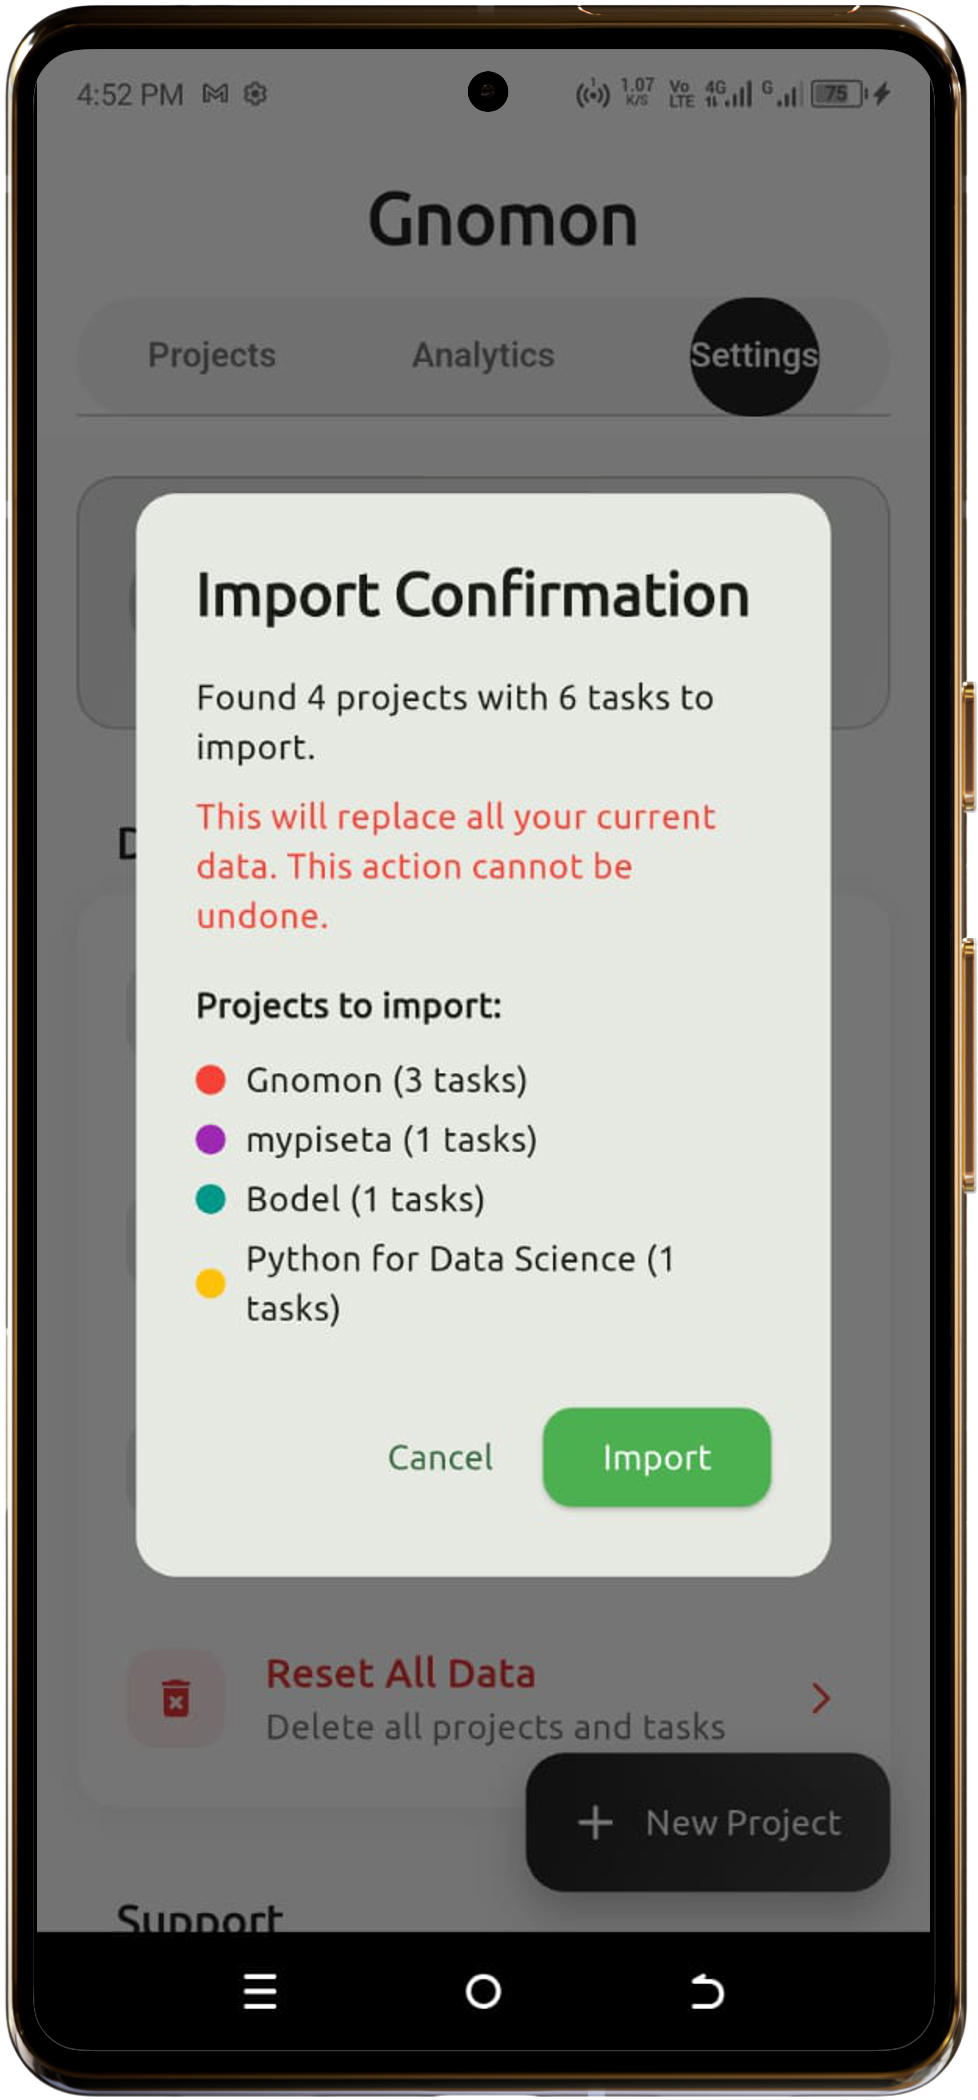 4:52 PM
1
1.07
K/S
Vo
LTE
4G
G
75
Gnomon
Projects
Analytics
Settings
Import Confirmation
Found 4 projects with 6 tasks to
import.
This will replace all your current
data. This action cannot be
undone.
Projects to import:
Gnomon (3 tasks)
mypiseta (1 tasks)
Bodel (1 tasks)
Python for Data Science (1
tasks)
Cancel
Import
Reset All Data
Delete all projects and tasks
+ New Project
Support